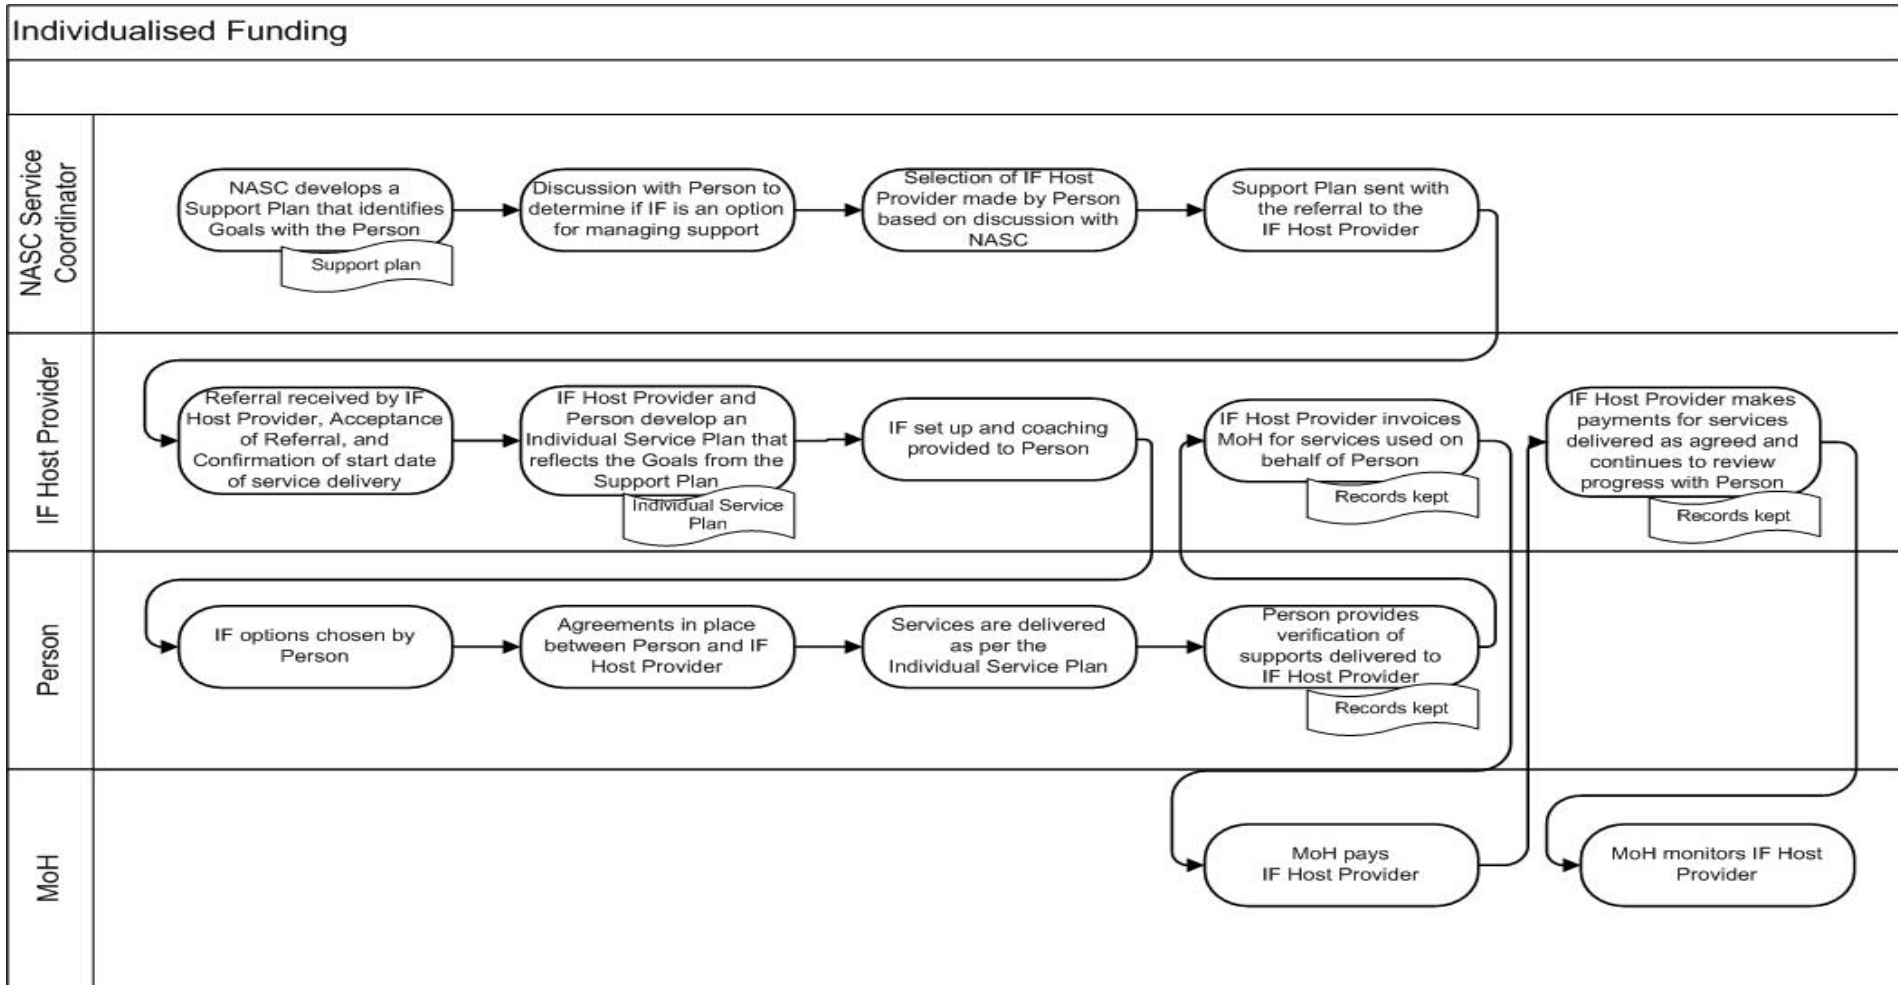 Individualised Funding
NASC Service
Coordinator
NASC develops a
Support Plan that identifies
Goals with the Person
Support plan
Discussion with Person to
determine if IF is an option
for managing support
Selection of IF Host
Provider made by Person
based on discussion with
NASC
Support Plan sent with
the referral to the
IF Host Provider
IF Host Provider
Referral received by IF
Host Provider, Acceptance
of Referral, and
Confirmation of start date
of service delivery
IF Host Provider and
Person develop an
Individual Service Plan that
reflects the Goals from the
Support Plan
Individual Service
Plan
IF set up and coaching
provided to Person
IF Host Provider invoices
MoH for services used on
behalf of Person
Records kept
IF Host Provider makes
payments for services
delivered as agreed and
continues to review
progress with Person
Records kept
Person
IF options chosen by
Person
Agreements in place
between Person and IF
Host Provider
Services are delivered
as per the
Individual Service Plan
Person provides
verification of
supports delivered to
IF Host Provider
Records kept
MoH
MoH pays
IF Host Provider
MoH monitors IF Host
Provider